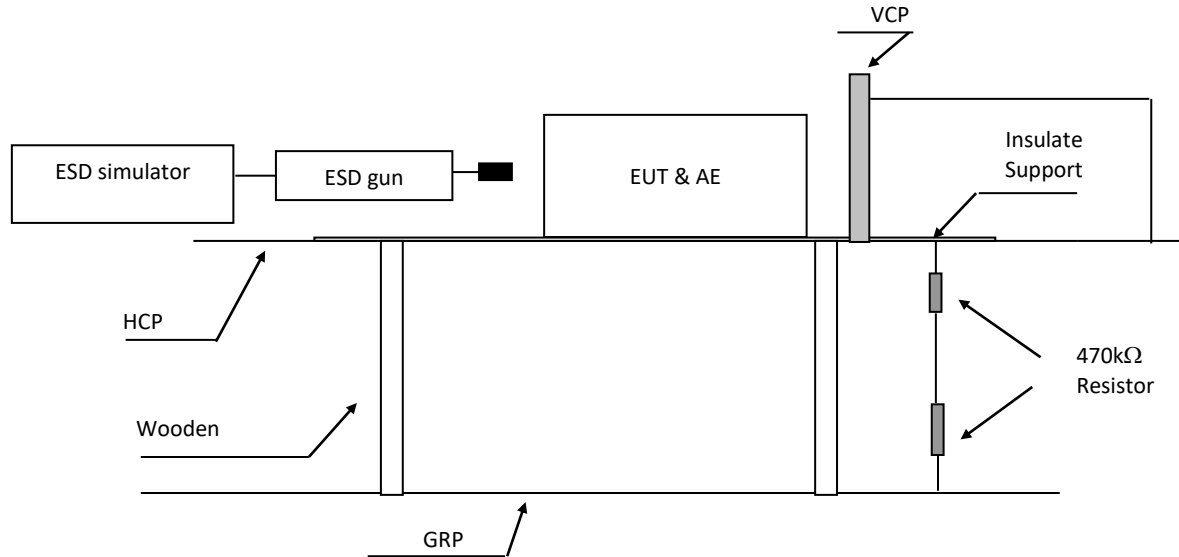 VCP
ESD simulator
ESD gun
EUT & AE
Insulate
Support
HCP
470kΩ
Resistor
Wooden
GRP